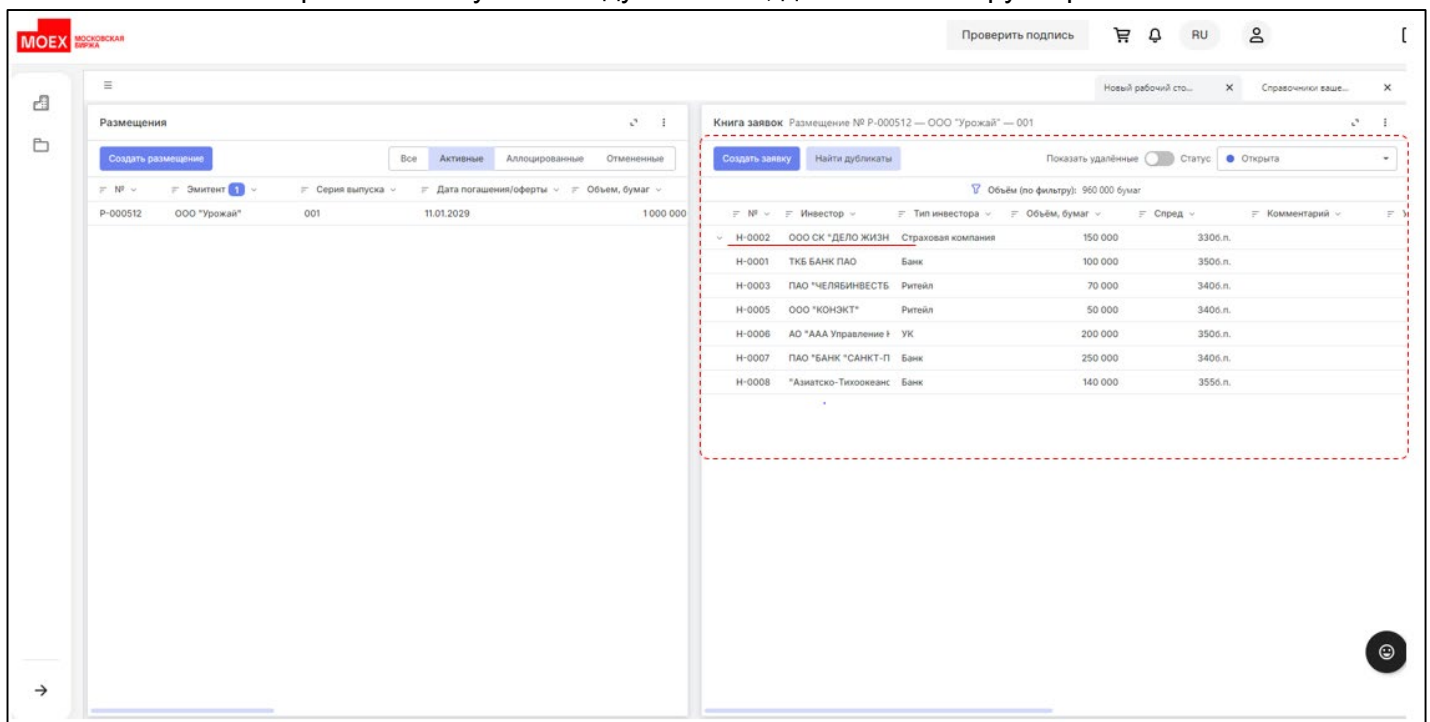 MOEX МОСКОВСКАЯ БИРЖА
Проверить подпись RU
Новый рабочий сто... Справочники ваше...
Размещения
Создать размещение Все Активные Аллоцированные Отмененные
№ Эмитент 1 Серия выпуска Дата погашения/оферты Объем, бумаг
Р-000512 ООО "Урожай" 001 11.01.2029 1 000 000
Книга заявок Размещение № Р-000512 — ООО "Урожай" — 001
Создать заявку Найти дубликаты Показать удалённые Статус Открыта
Объём (по фильтру): 960 000 бумаг
№ Инвестор Тип инвестора Объём, бумаг Спред Комментарий
Н-0002 ООО СК "ДЕЛО ЖИЗН Страховая компания 150 000 330б.п.
Н-0001 ТКБ БАНК ПАО Банк 100 000 350б.п.
Н-0003 ПАО "ЧЕЛЯБИНВЕСТБ Ритейл 70 000 340б.п.
Н-0005 ООО "КОНЭКТ" Ритейл 50 000 340б.п.
Н-0006 АО "ААА Управление УК 200 000 350б.п.
Н-0007 ПАО "БАНК "САНКТ-П Банк 250 000 340б.п.
Н-0008 "Азиатско-Тихоокеанс Банк 140 000 355б.п.